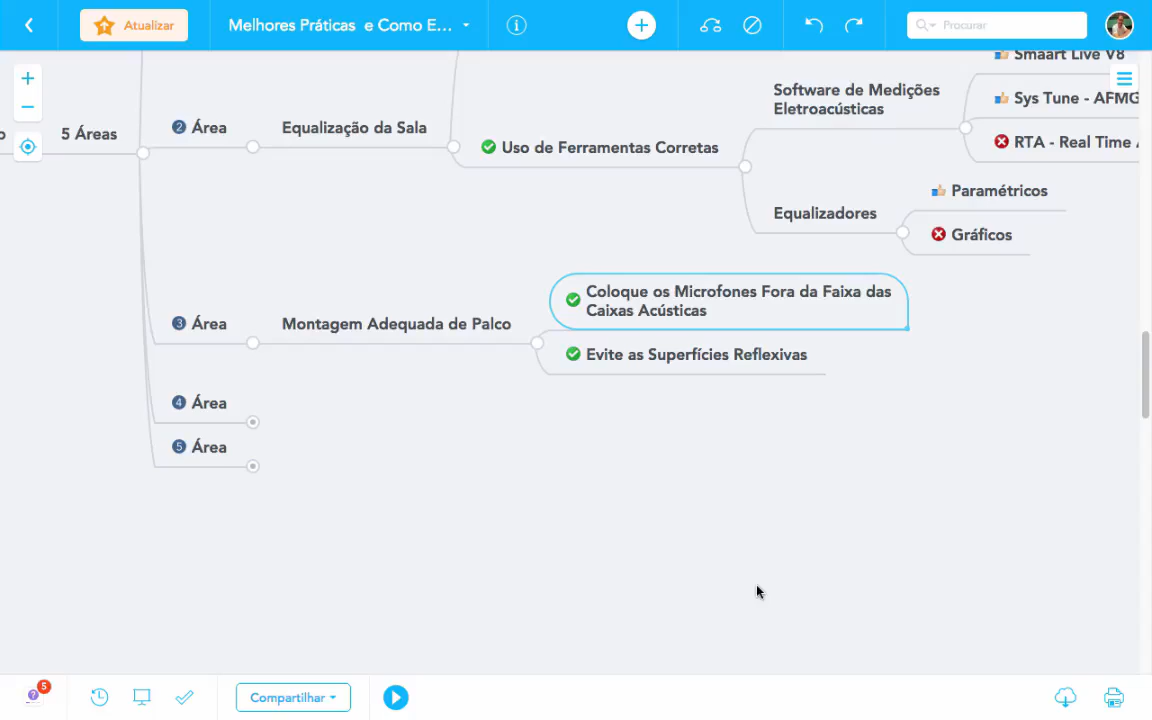 Atualizar
Melhores Práticas e Como E...
Procurar
Smaart Live V8
Software de Medições
Eletroacústicas
Sys Tune - AFMG
RTA - Real Time
5 Áreas
2 Área
Equalização da Sala
Uso de Ferramentas Corretas
Paramétricos
Equalizadores
Gráficos
Coloque os Microfones Fora da Faixa das
Caixas Acústicas
3 Área
Montagem Adequada de Palco
Evite as Superfícies Reflexivas
4 Área
5 Área
5
Compartilhar